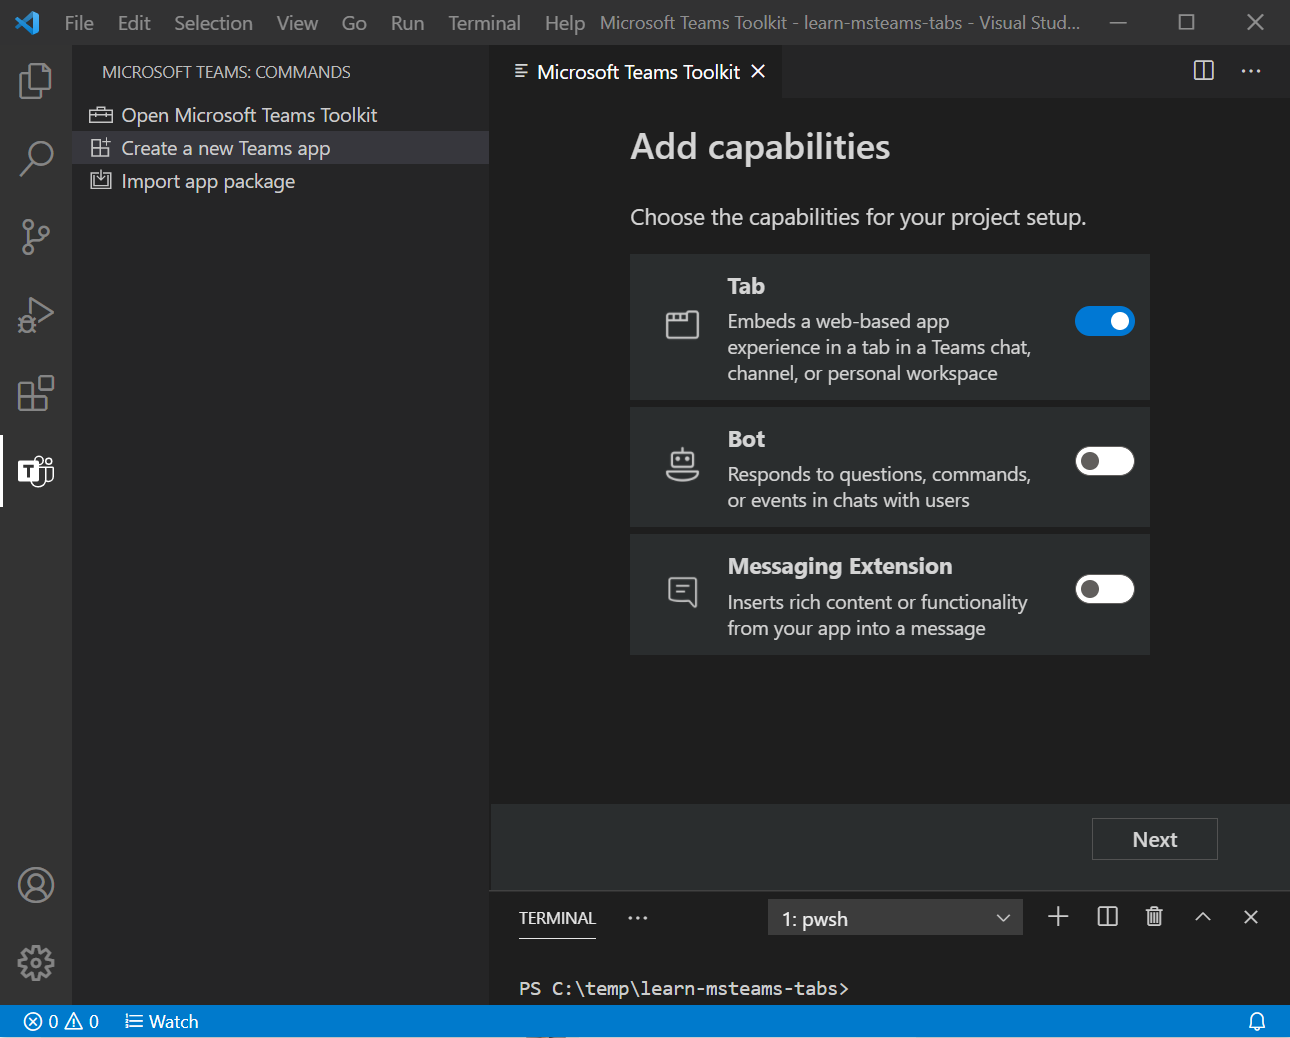 File Edit Selection View Go Run Terminal Help Microsoft Teams Toolkit - learn-msteams-tabs - Visual Stud...
MICROSOFT TEAMS: COMMANDS
Open Microsoft Teams Toolkit
Create a new Teams app
Import app package
Microsoft Teams Toolkit
Add capabilities
Choose the capabilities for your project setup.
Tab
Embeds a web-based app
experience in a tab in a Teams chat,
channel, or personal workspace
Bot
Responds to questions, commands,
or events in chats with users
Messaging Extension
Inserts rich content or functionality
from your app into a message
Next
TERMINAL
1: pwsh
PS C:\temp\learn-msteams-tabs>
0 0 Watch